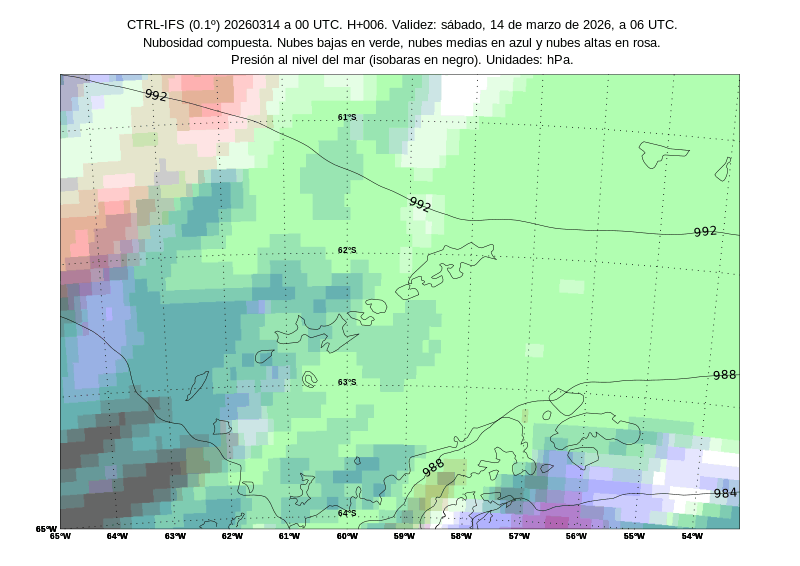 CTRL-IFS (0.1º) 20260314 a 00 UTC. H+006. Validez: sábado, 14 de marzo de 2026, a 06 UTC.
Nubosidad compuesta. Nubes bajas en verde, nubes medias en azul y nubes altas en rosa.
Presión al nivel del mar (isobaras en negro). Unidades: hPa.
992
61°S
992
992
62°S
988
63°S
988
984
64°S
65°W
65°W 64°W 63°W 62°W 61°W 60°W 59°W 58°W 57°W 56°W 55°W 54°W